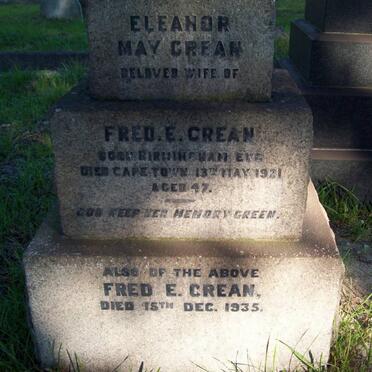 ELEANOR
MAY CREAN
BELOVED WIFE OF
FRED. E. CREAN
BORN BIRMINGHAM ENG
DIED CAPE TOWN 13TH MAY 1921
AGED 47.
GOD KEEP HER MEMORY GREEN.
ALSO OF THE ABOVE
FRED E. CREAN,
DIED 15TH DEC. 1935.